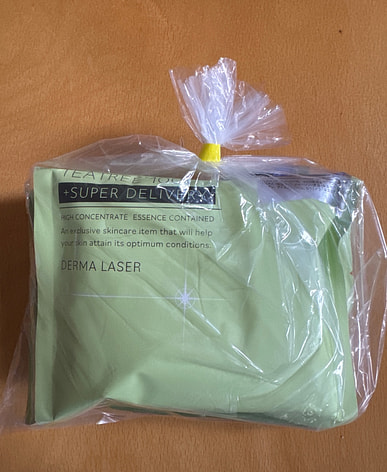 TEATREE
+SUPER DELIVERY
HIGH CONCENTRATE ESSENCE CONTAINED
An exclusive skincare item that will help
your skin attain its optimum conditions.
DERMA LASER